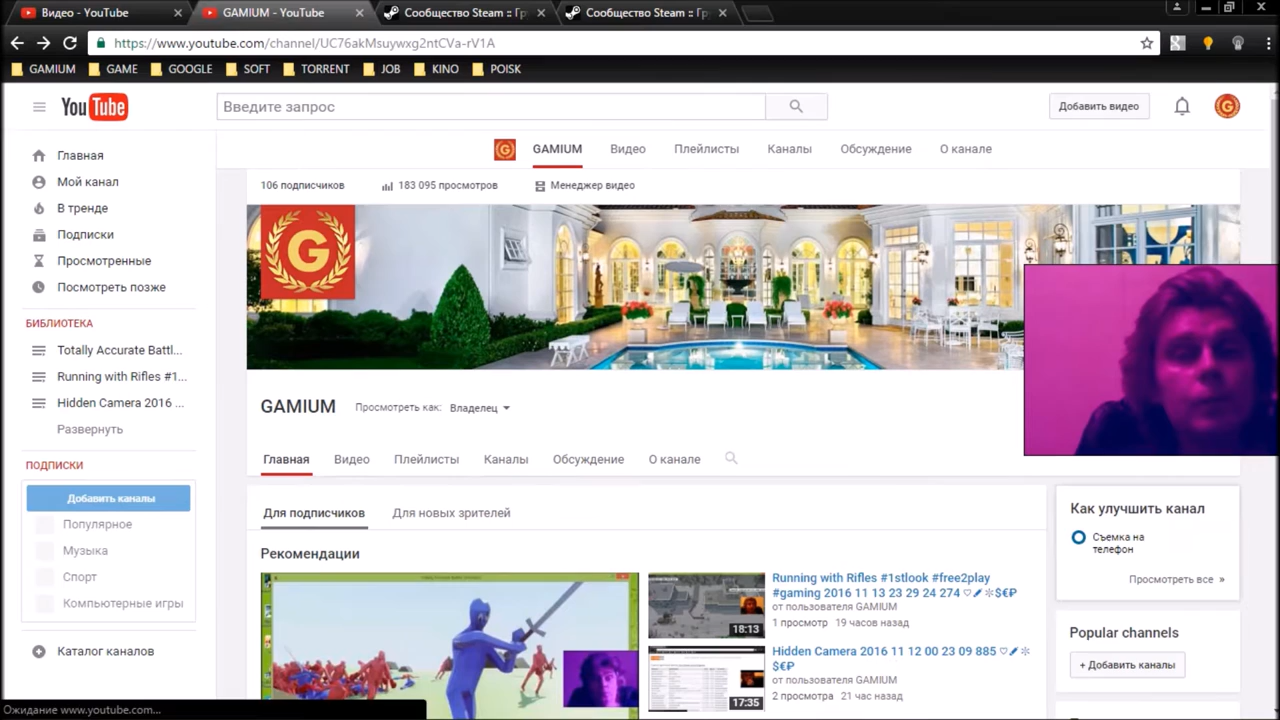 Видео - YouTube
GAMIUM - YouTube
Сообщество Steam :: Гр
Сообщество Steam :: Гр
https://www.youtube.com/channel/UC76akMsuywxg2ntCVa-rV1A
GAMIUM
GAME
GOOGLE
SOFT
TORRENT
JOB
KINO
POISK
YouTube
Введите запрос
Добавить видео
G
Главная
Мой канал
В тренде
Подписки
Просмотренные
Посмотреть позже
БИБЛИОТЕКА
Totally Accurate Battl...
Running with Rifles #1...
Hidden Camera 2016 ...
Развернуть
ПОДПИСКИ
Добавить каналы
Популярное
Музыка
Спорт
Компьютерные игры
Каталог каналов
G
GAMIUM
Видео
Плейлисты
Каналы
Обсуждение
О канале
106 подписчиков
183 095 просмотров
Менеджер видео
G
GAMIUM
Просмотреть как:
Владелец
Главная
Видео
Плейлисты
Каналы
Обсуждение
О канале
Для подписчиков
Для новых зрителей
Рекомендации
18:13
Running with Rifles #1stlook #free2play
#gaming 2016 11 13 23 29 24 274 ♡✐✲$€₽
от пользователя GAMIUM
1 просмотр 19 часов назад
17:35
Hidden Camera 2016 11 12 00 23 09 885 ♡✐✲
$€₽
от пользователя GAMIUM
2 просмотра 21 час назад
Как улучшить канал
Съемка на
телефон
Просмотреть все »
Popular channels
+ Добавить каналы
Ожидание www.youtube.com...